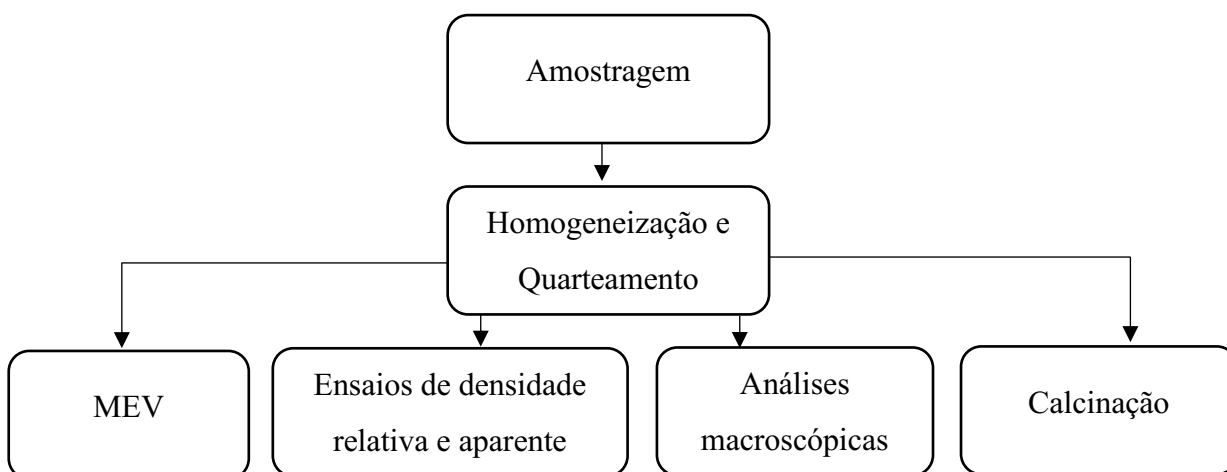 Amostragem
Homogeneização e
Quarteamento
MEV
Ensaios de densidade
relativa e aparente
Análises
macroscópicas
Calcinação